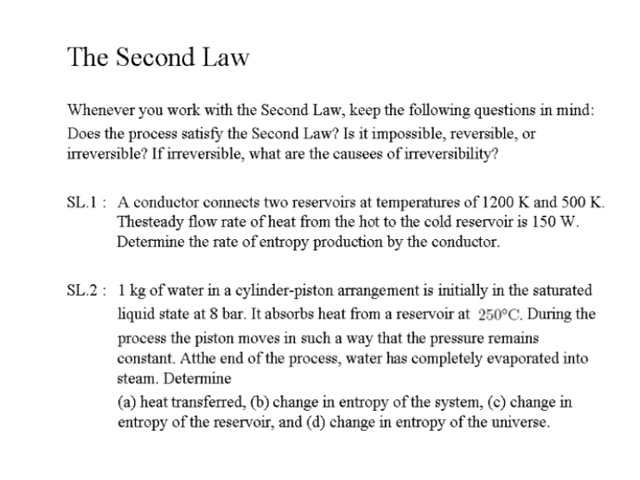 The Second Law
Whenever you work with the Second Law, keep the following questions in mind:
Does the process satisfy the Second Law? Is it impossible, reversible, or
irreversible? If irreversible, what are the causees of irreversibility?
SL.1 : A conductor connects two reservoirs at temperatures of 1200 K and 500 K.
Thesteady flow rate of heat from the hot to the cold reservoir is 150 W.
Determine the rate of entropy production by the conductor.
SL.2 : 1 kg of water in a cylinder-piston arrangement is initially in the saturated
liquid state at 8 bar. It absorbs heat from a reservoir at 250°C. During the
process the piston moves in such a way that the pressure remains
constant. Atthe end of the process, water has completely evaporated into
steam. Determine
(a) heat transferred, (b) change in entropy of the system, (c) change in
entropy of the reservoir, and (d) change in entropy of the universe.